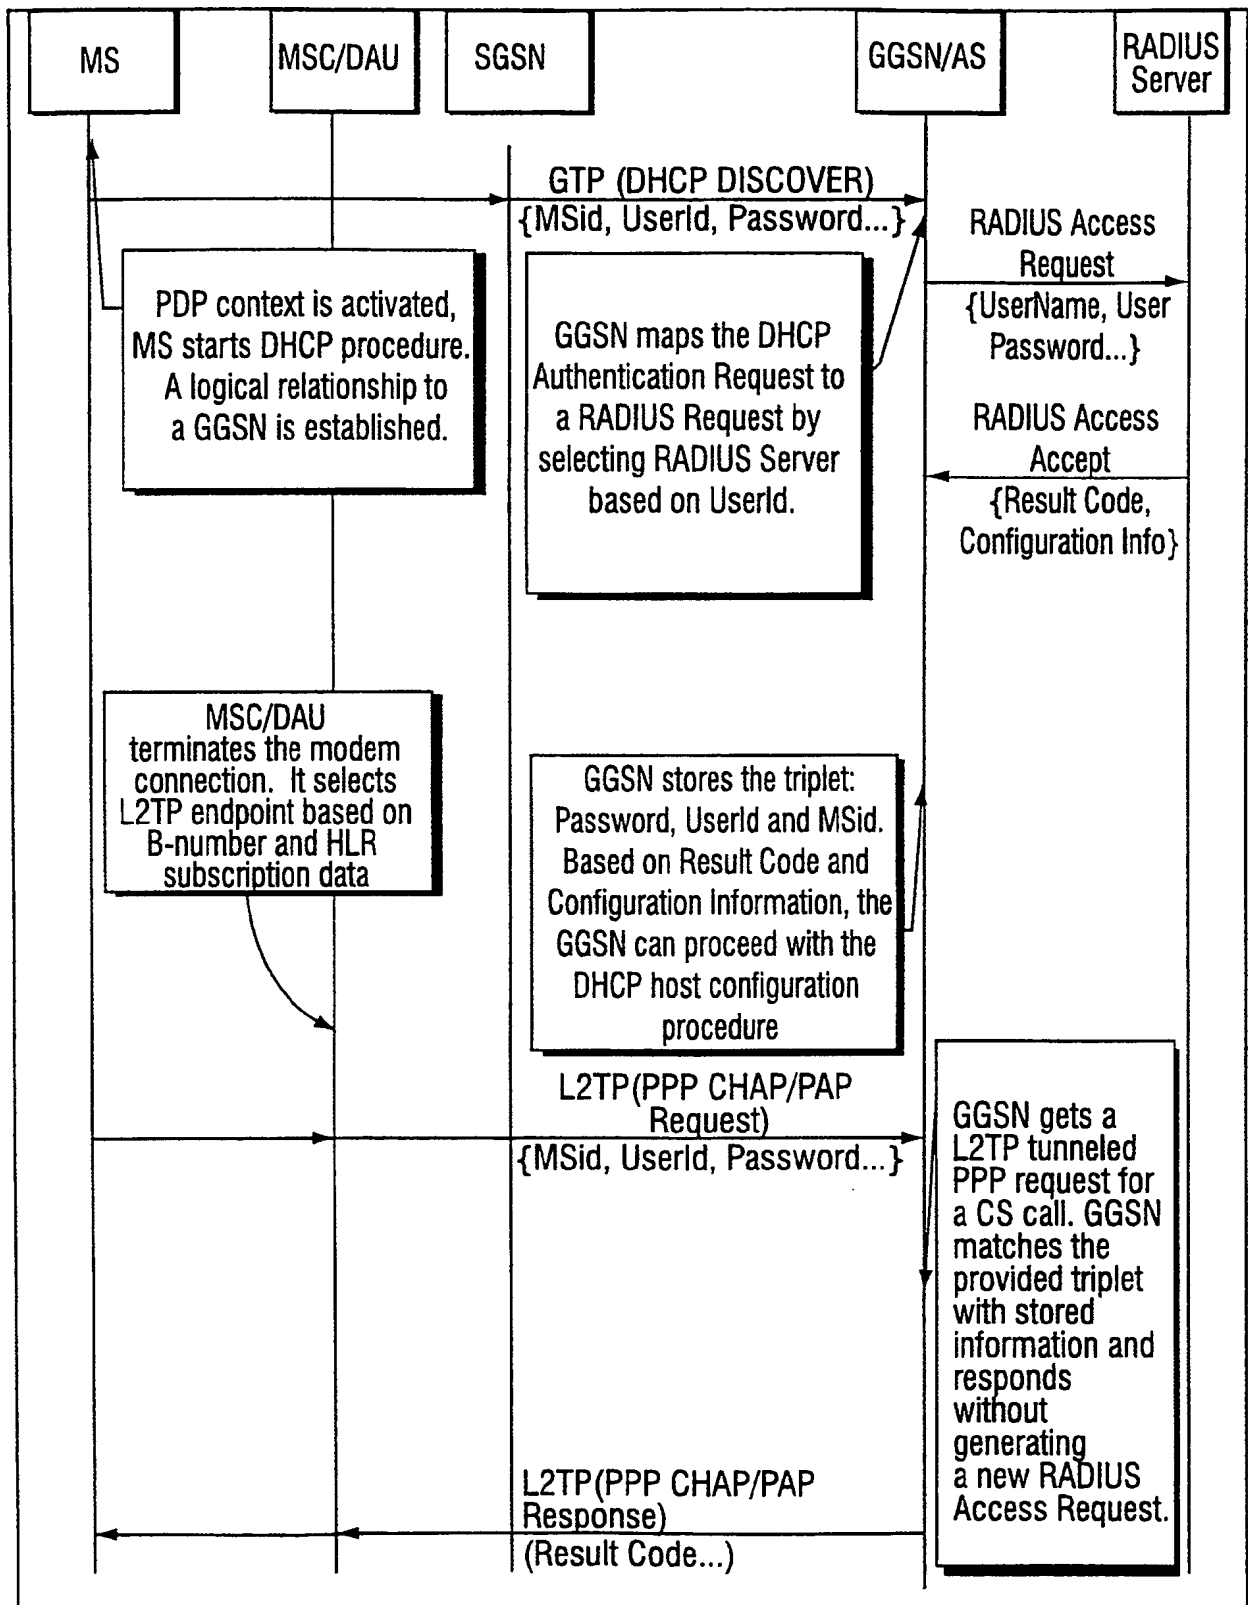 MS
MSC/DAU
SGSN
GGSN/AS
RADIUS
Server
GTP (DHCP DISCOVER)
{MSid, UserId, Password...}
RADIUS Access
Request
{UserName, User
Password...}
PDP context is activated,
MS starts DHCP procedure.
A logical relationship to
a GGSN is established.
GGSN maps the DHCP
Authentication Request to
a RADIUS Request by
selecting RADIUS Server
based on UserId.
RADIUS Access
Accept
{Result Code,
Configuration Info}
MSC/DAU
terminates the modem
connection. It selects
L2TP endpoint based on
B-number and HLR
subscription data
GGSN stores the triplet:
Password, UserId and MSid.
Based on Result Code and
Configuration Information, the
GGSN can proceed with the
DHCP host configuration
procedure
L2TP(PPP CHAP/PAP
Request)
{MSid, UserId, Password...}
GGSN gets a
L2TP tunneled
PPP request for
a CS call. GGSN
matches the
provided triplet
with stored
information and
responds
without
generating
a new RADIUS
Access Request.
L2TP(PPP CHAP/PAP
Response)
(Result Code...)